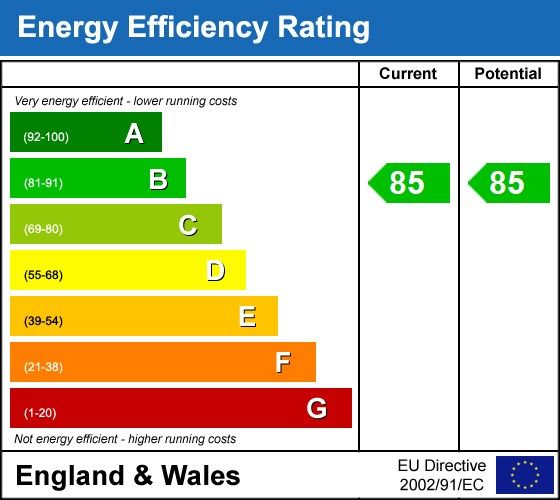 Energy Efficiency Rating
Current Potential
Very energy efficient - lower running costs
(92-100) A
(81-91) B
85 85
(69-80) C
(55-68) D
(39-54) E
(21-38) F
(1-20) G
Not energy efficient - higher running costs
England & Wales
EU Directive
2002/91/EC